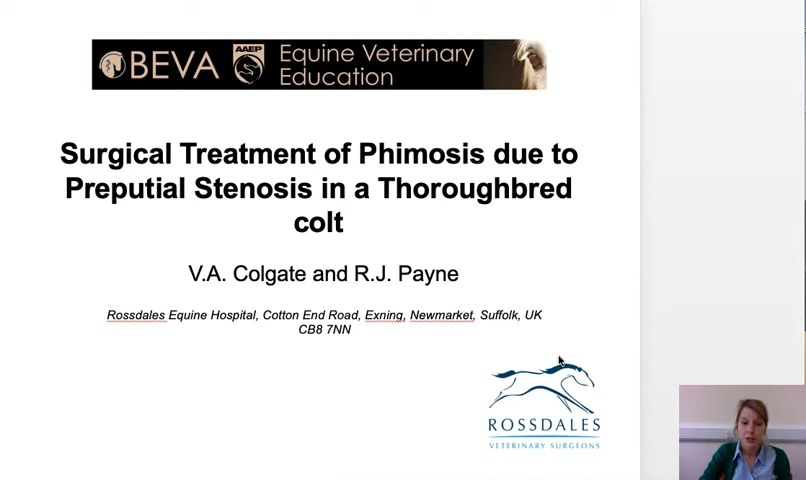 BEVA
AAEP
Equine Veterinary
Education
Surgical Treatment of Phimosis due to
Preputial Stenosis in a Thoroughbred
colt
V.A. Colgate and R.J. Payne
Rossdales Equine Hospital, Cotton End Road, Exning, Newmarket, Suffolk, UK
CB8 7NN
ROSSDALES
VETERINARY SURGEONS